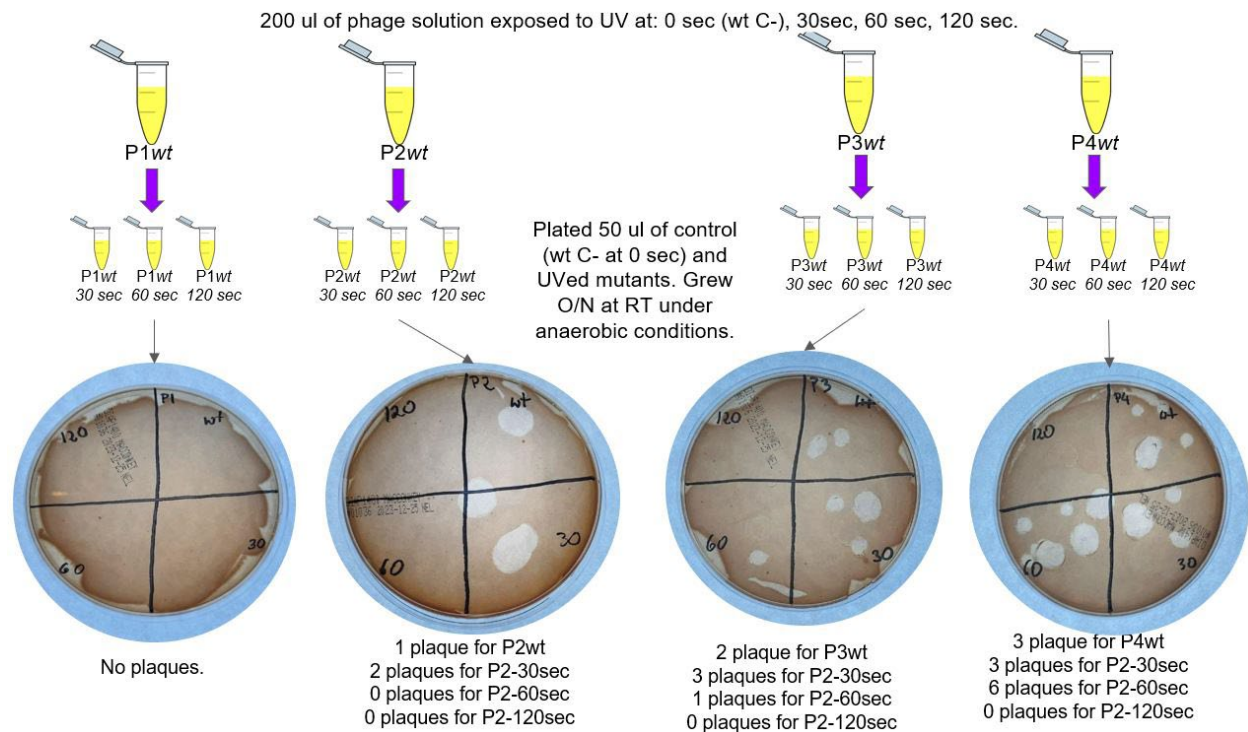 200 ul of phage solution exposed to UV at: 0 sec (wt C-), 30sec, 60 sec, 120 sec.
P1wt
P2wt
P3wt
P4wt
P1wt
30 sec
P1wt
60 sec
P1wt
120 sec
P2wt
30 sec
P2wt
60 sec
P2wt
120 sec
Plated 50 ul of control
(wt C- at 0 sec) and
UVed mutants. Grew
O/N at RT under
anaerobic conditions.
P3wt
30 sec
P3wt
60 sec
P3wt
120 sec
P4wt
30 sec
P4wt
60 sec
P4wt
120 sec
P1
wt
120
60
30
P2
wt
120
60
30
2023-12-25 MEL
P3
wt
120
60
30
P4
wt
120
60
30
No plaques.
1 plaque for P2wt
2 plaques for P2-30sec
0 plaques for P2-60sec
0 plaques for P2-120sec
2 plaque for P3wt
3 plaques for P2-30sec
1 plaques for P2-60sec
0 plaques for P2-120sec
3 plaque for P4wt
3 plaques for P2-30sec
6 plaques for P2-60sec
0 plaques for P2-120sec